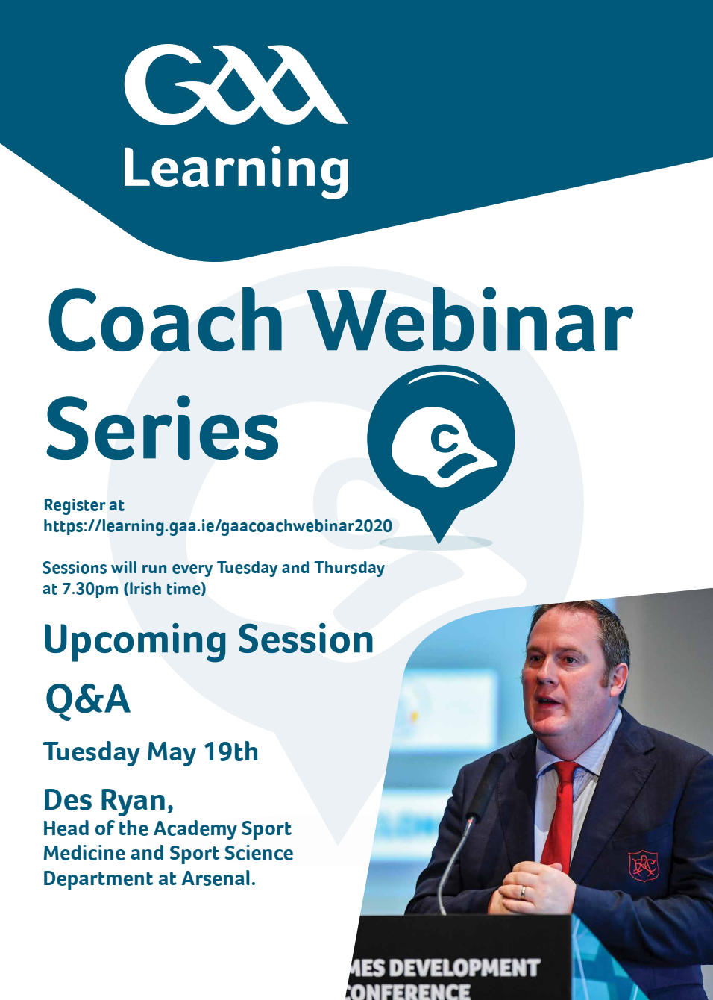 GAA
Learning
Coach Webinar
Series
C
Register at
https://learning.gaa.ie/gaacoachwebinar2020
Sessions will run every Tuesday and Thursday
at 7.30pm (Irish time)
Upcoming Session
Q&A
Tuesday May 19th
Des Ryan,
Head of the Academy Sport
Medicine and Sport Science
Department at Arsenal.
MES DEVELOPMENT
CONFERENCE